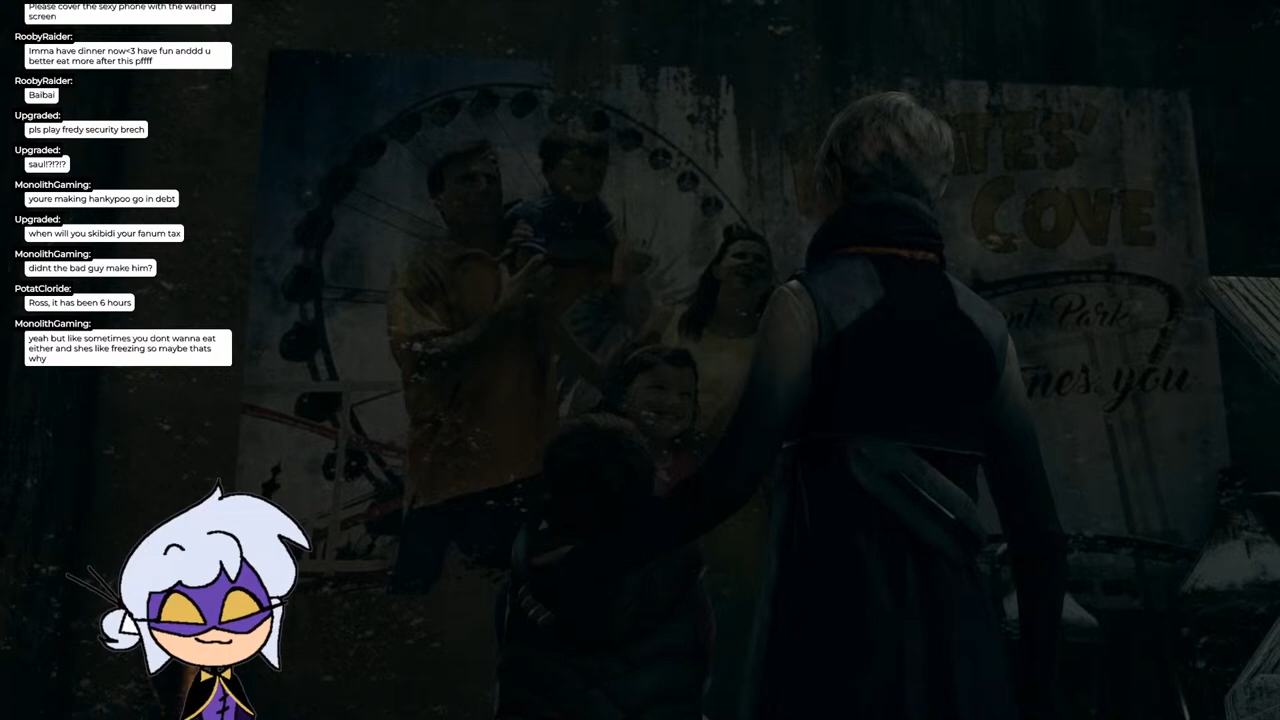 Please cover the sexy phone with the waiting
screen
RoobyRaider:
Imma have dinner now<3 have fun anddd u
better eat more after this pffff
RoobyRaider:
Baibai
Upgraded:
pls play fredy security brech
Upgraded:
saul!?!?!?
MonolithGaming:
youre making hankypoo go in debt
Upgraded:
when will you skibidi your fanum tax
MonolithGaming:
didnt the bad guy make him?
PotatCloride:
Ross, it has been 6 hours
MonolithGaming:
yeah but like sometimes you dont wanna eat
either and shes like freezing so maybe thats
why
COVE
Park
you